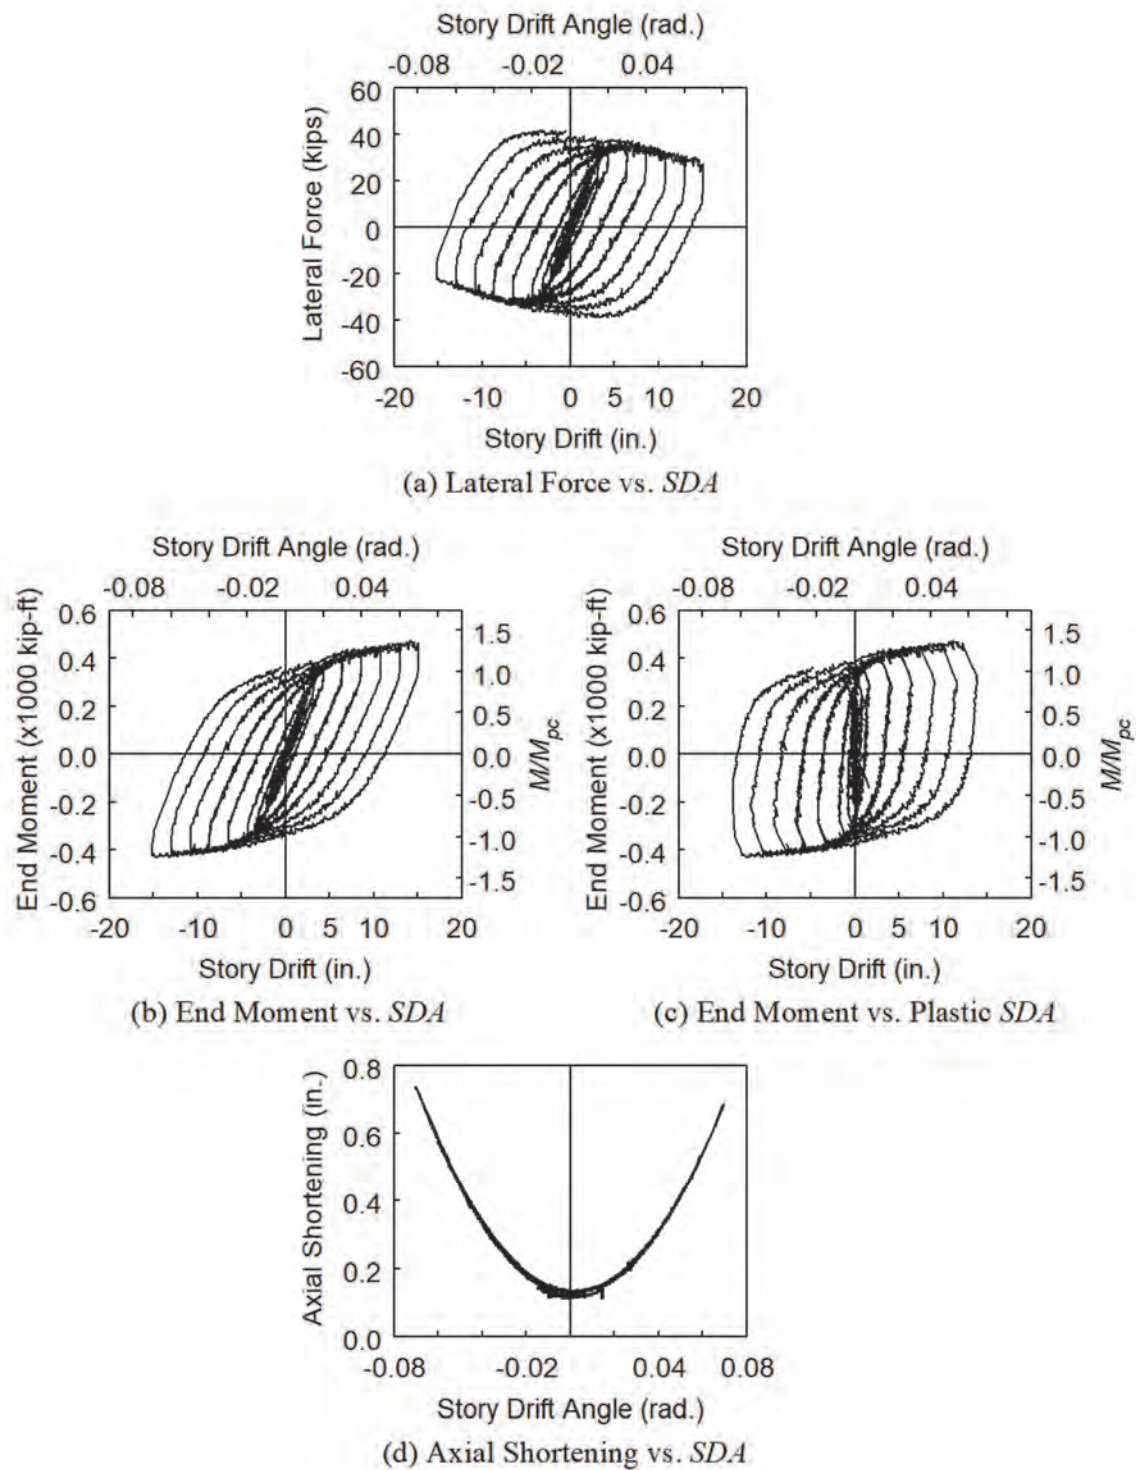 Story Drift Angle (rad.)
-0.08 -0.02 0.04
60
40
20
0
-20
-40
-60
Lateral Force (kips)
-20 -10 0 5 10 20
Story Drift (in.)
(a) Lateral Force vs. SDA
Story Drift Angle (rad.)
-0.08 -0.02 0.04
0.6
0.4
0.2
0.0
-0.2
-0.4
-0.6
End Moment (x1000 kip-ft)
1.5
1.0
0.5
0.0
-0.5
-1.0
-1.5
M/Mpc
-20 -10 0 5 10 20
Story Drift (in.)
(b) End Moment vs. SDA
Story Drift Angle (rad.)
-0.08 -0.02 0.04
0.6
0.4
0.2
0.0
-0.2
-0.4
-0.6
End Moment (x1000 kip-ft)
1.5
1.0
0.5
0.0
-0.5
-1.0
-1.5
M/Mpc
-20 -10 0 5 10 20
Story Drift (in.)
(c) End Moment vs. Plastic SDA
0.8
0.6
0.4
0.2
0.0
Axial Shortening (in.)
-0.08 -0.02 0.04 0.08
Story Drift Angle (rad.)
(d) Axial Shortening vs. SDA